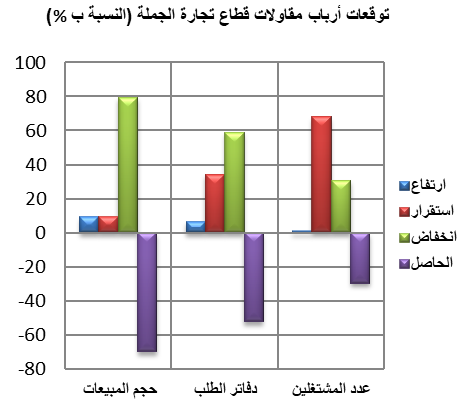 توقعات أرباب مقاولات قطاع تجارة الجملة (النسبة ب %)
100
80
60
40
20
0
-20
-40
-60
-80
حجم المبيعات
دفاتر الطلب
عدد المشتغلين
ارتفاع
استقرار
انخفاض
الحاصل